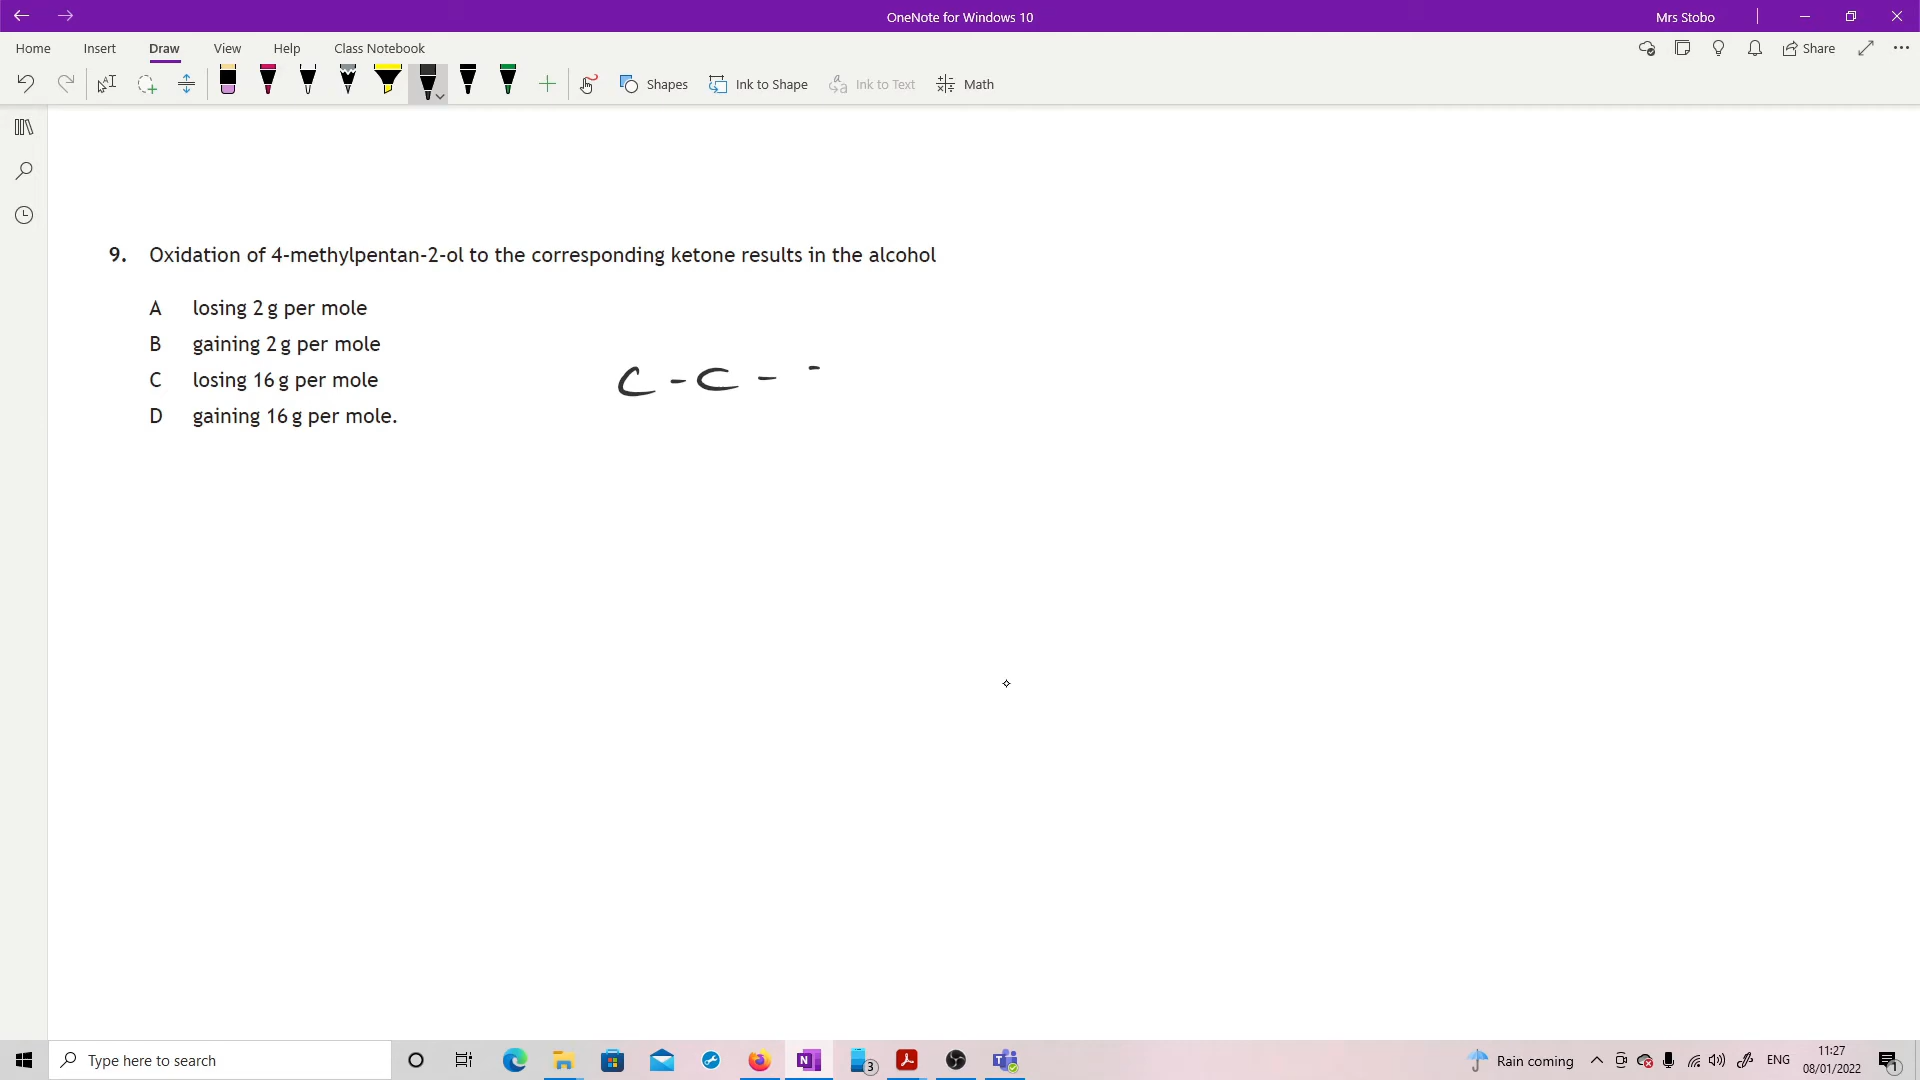 OneNote for Windows 10
Mrs Stobo
Home Insert Draw View Help Class Notebook
Share
Shapes Ink to Shape Ink to Text Math
9. Oxidation of 4-methylpentan-2-ol to the corresponding ketone results in the alcohol
A losing 2 g per mole
B gaining 2 g per mole
C losing 16 g per mole
D gaining 16 g per mole.
C - C - -
Type here to search
3
Rain coming
ENG
11:27
08/01/2022
1